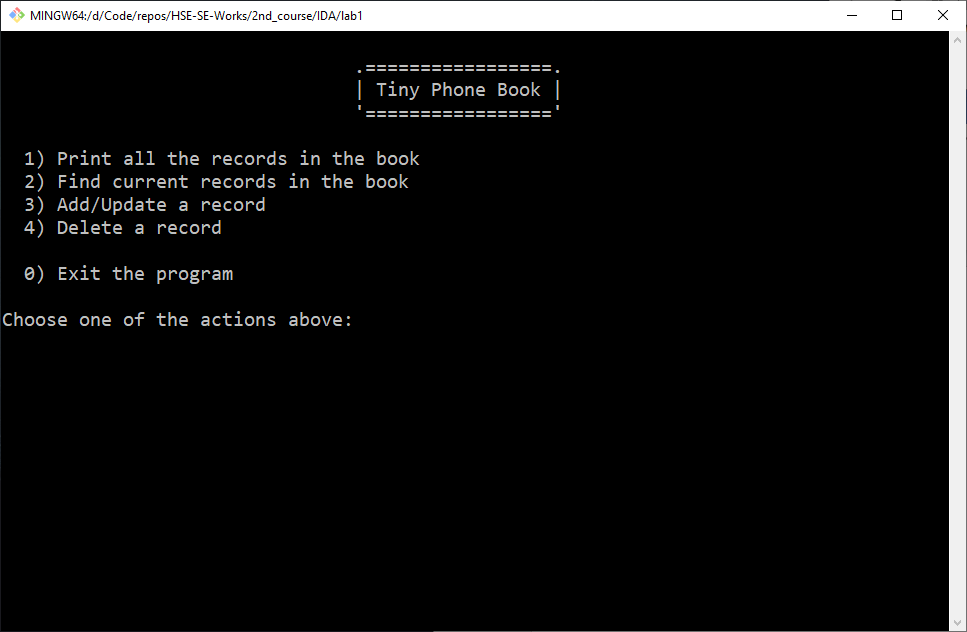 MINGW64:/d/Code/repos/HSE-SE-Works/2nd_course/IDA/lab1
.=================.
| Tiny Phone Book |
'================='
1) Print all the records in the book
2) Find current records in the book
3) Add/Update a record
4) Delete a record
0) Exit the program
Choose one of the actions above: